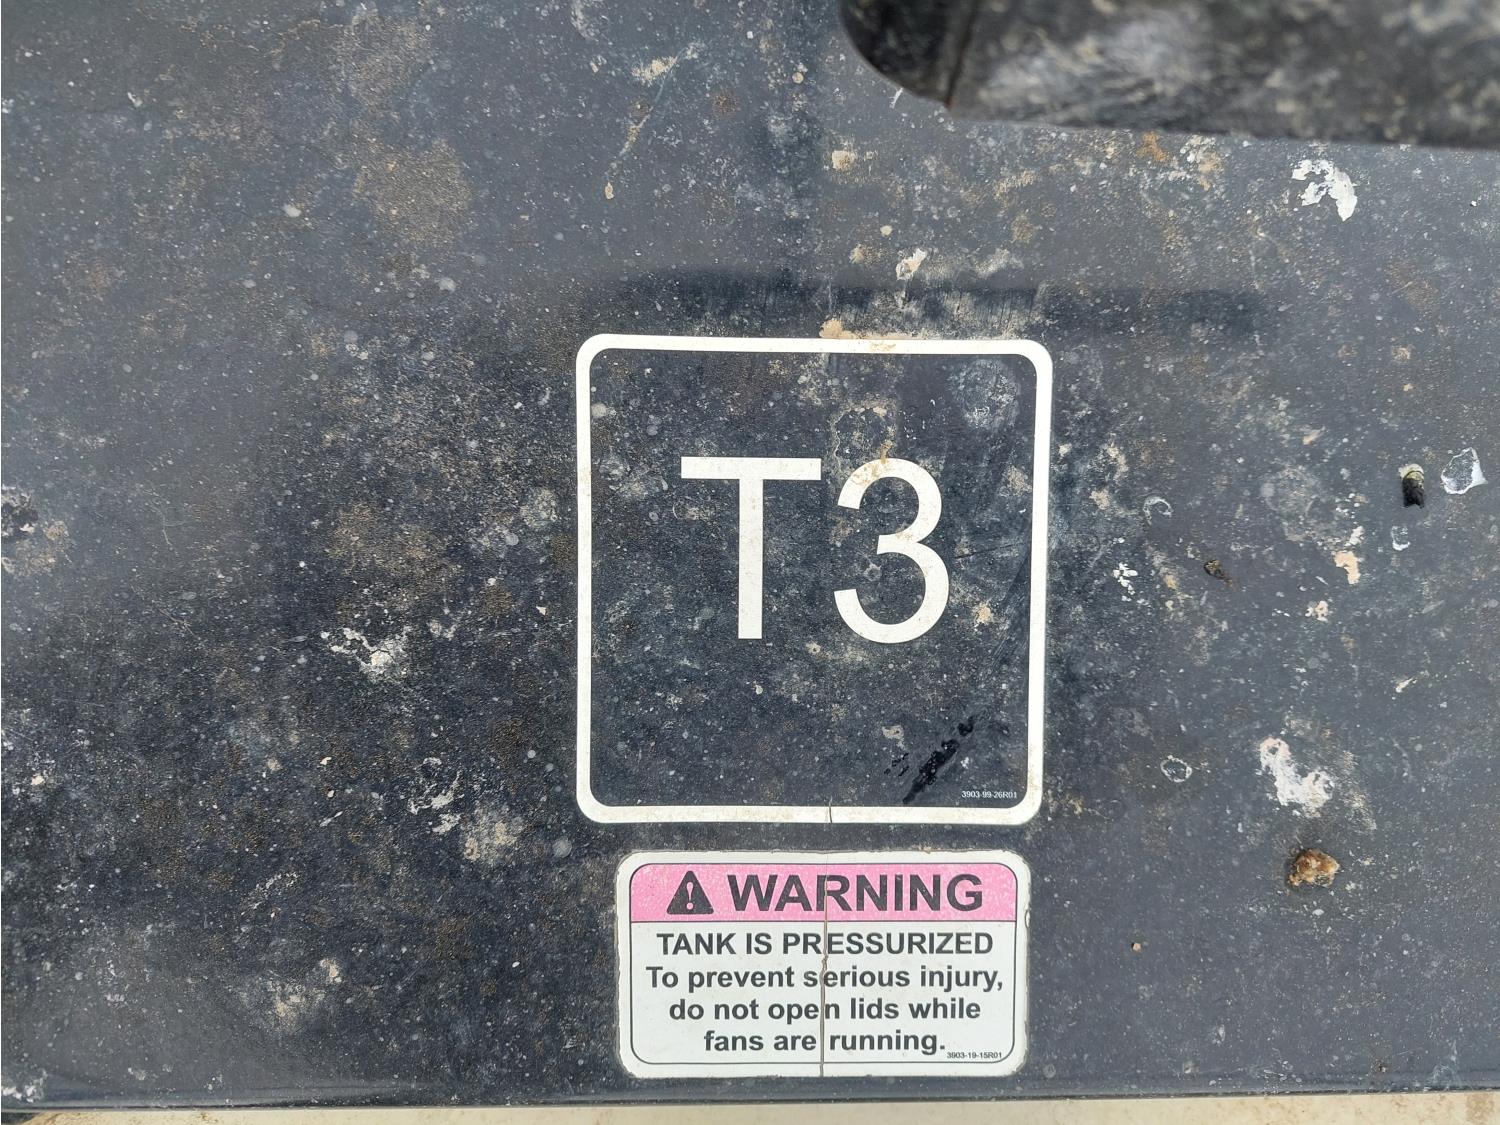 T3
3903-99-26R01
WARNING
TANK IS PRESSURIZED
To prevent serious injury,
do not open lids while
fans are running.
3903-19-15R01